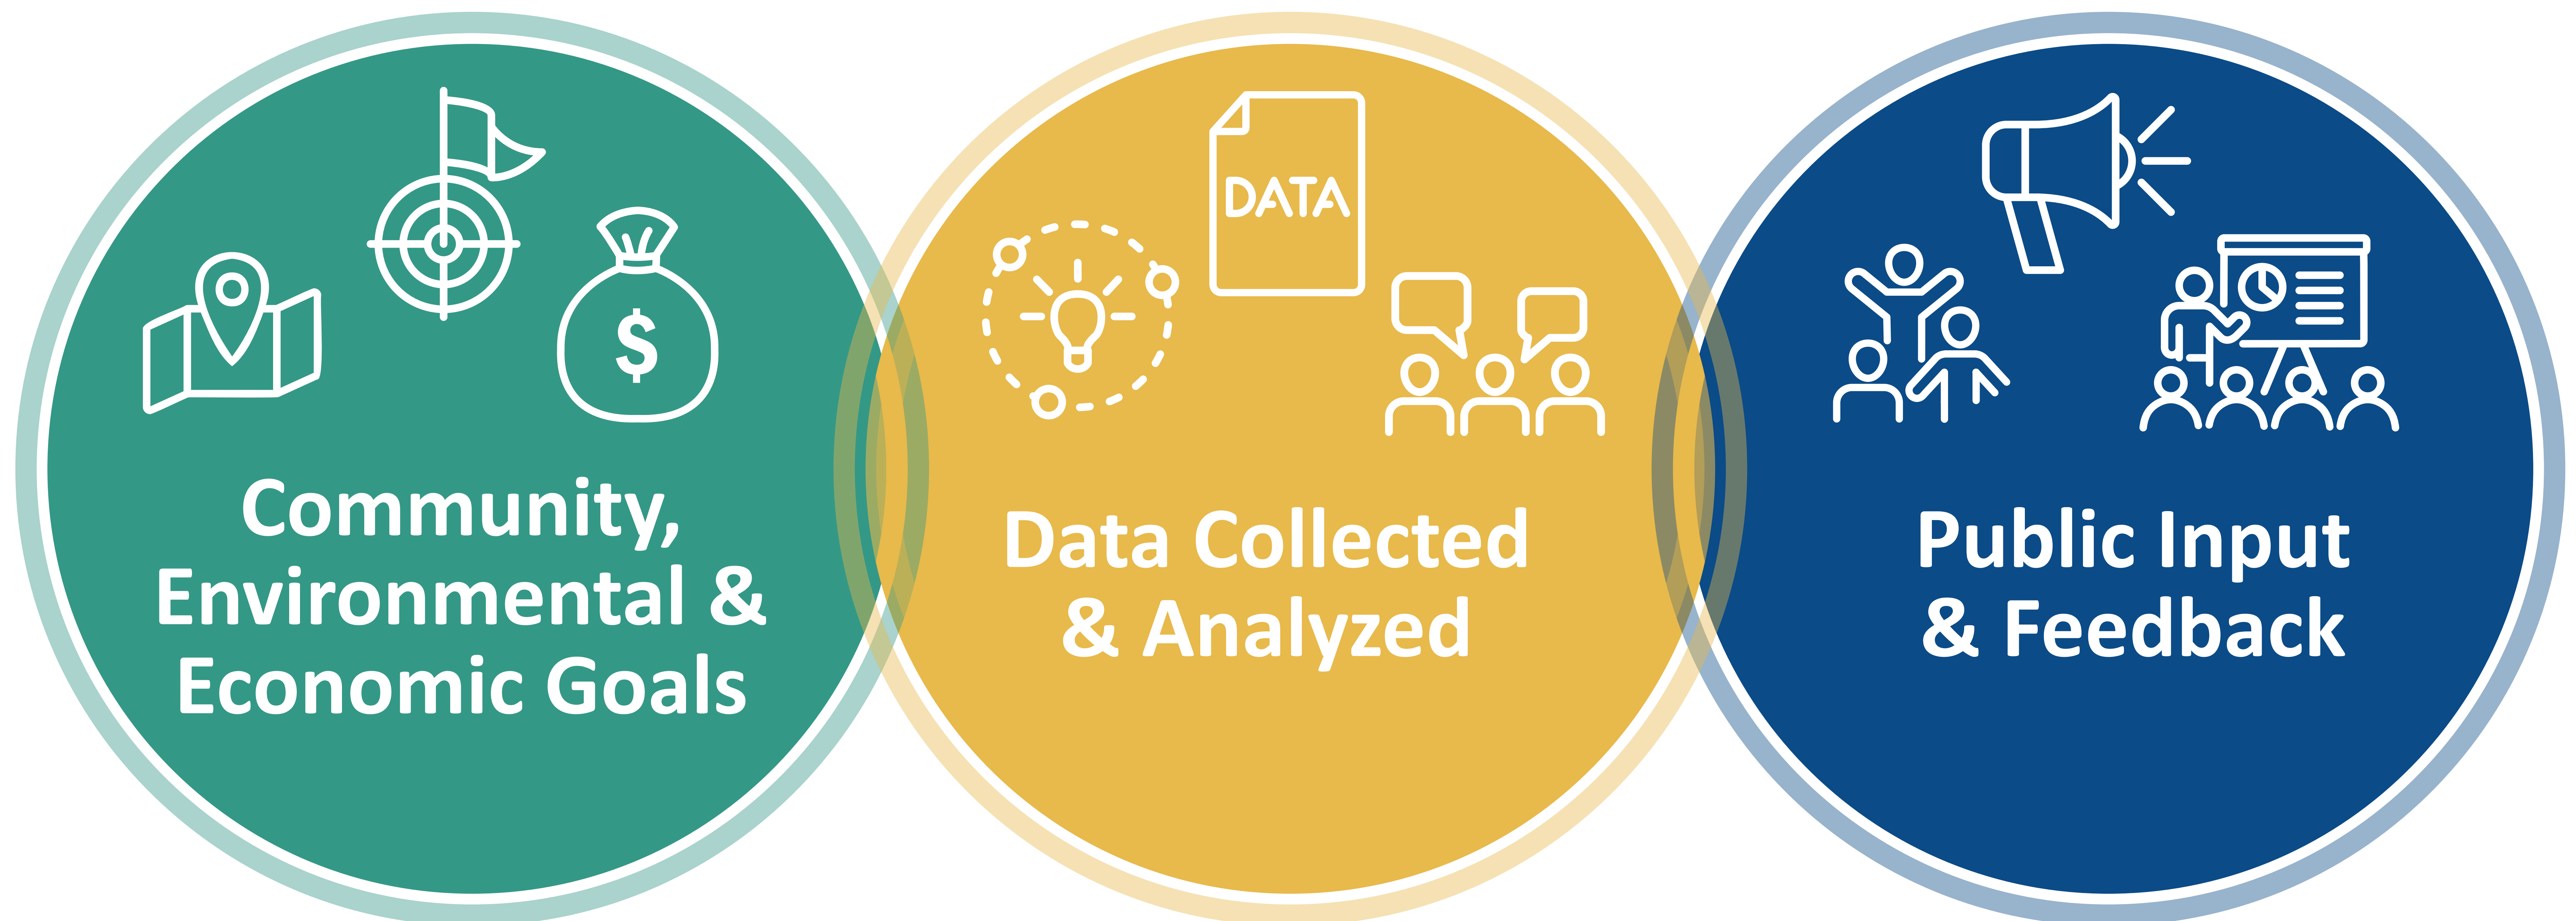 $
DATA
Community,
Environmental &
Economic Goals
Data Collected
& Analyzed
Public Input
& Feedback